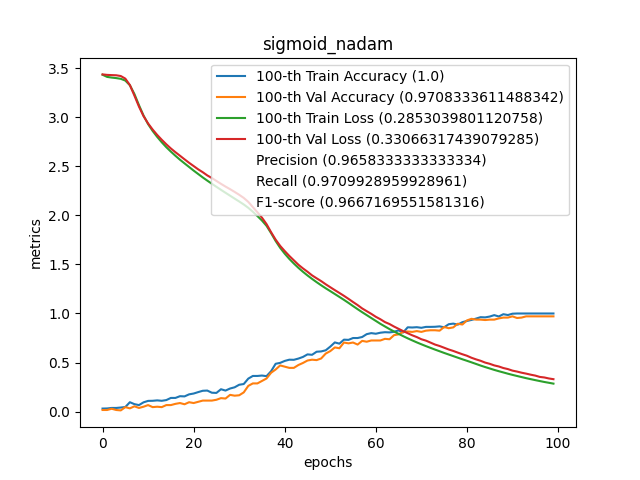 sigmoid_nadam
100-th Train Accuracy (1.0)
100-th Val Accuracy (0.9708333611488342)
100-th Train Loss (0.2853039801120758)
100-th Val Loss (0.33066317439079285)
Precision (0.9658333333333334)
Recall (0.9709928959928961)
F1-score (0.9667169551581316)
3.5
3.0
2.5
2.0
1.5
1.0
0.5
0.0
metrics
0 20 40 60 80 100
epochs